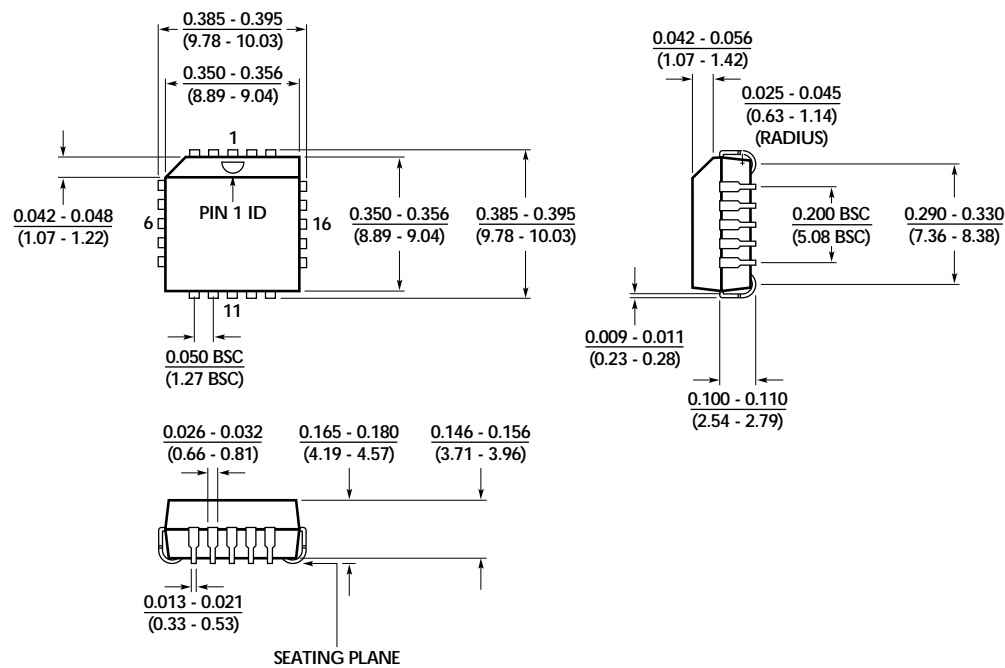 0.385 - 0.395
(9.78 - 10.03)
0.350 - 0.356
(8.89 - 9.04)
1
0.042 - 0.048
(1.07 - 1.22)
6
PIN 1 ID
16
0.350 - 0.356
(8.89 - 9.04)
0.385 - 0.395
(9.78 - 10.03)
11
0.050 BSC
(1.27 BSC)
0.042 - 0.056
(1.07 - 1.42)
0.025 - 0.045
(0.63 - 1.14)
(RADIUS)
0.200 BSC
(5.08 BSC)
0.290 - 0.330
(7.36 - 8.38)
0.009 - 0.011
(0.23 - 0.28)
0.100 - 0.110
(2.54 - 2.79)
0.026 - 0.032
(0.66 - 0.81)
0.165 - 0.180
(4.19 - 4.57)
0.146 - 0.156
(3.71 - 3.96)
0.013 - 0.021
(0.33 - 0.53)
SEATING PLANE